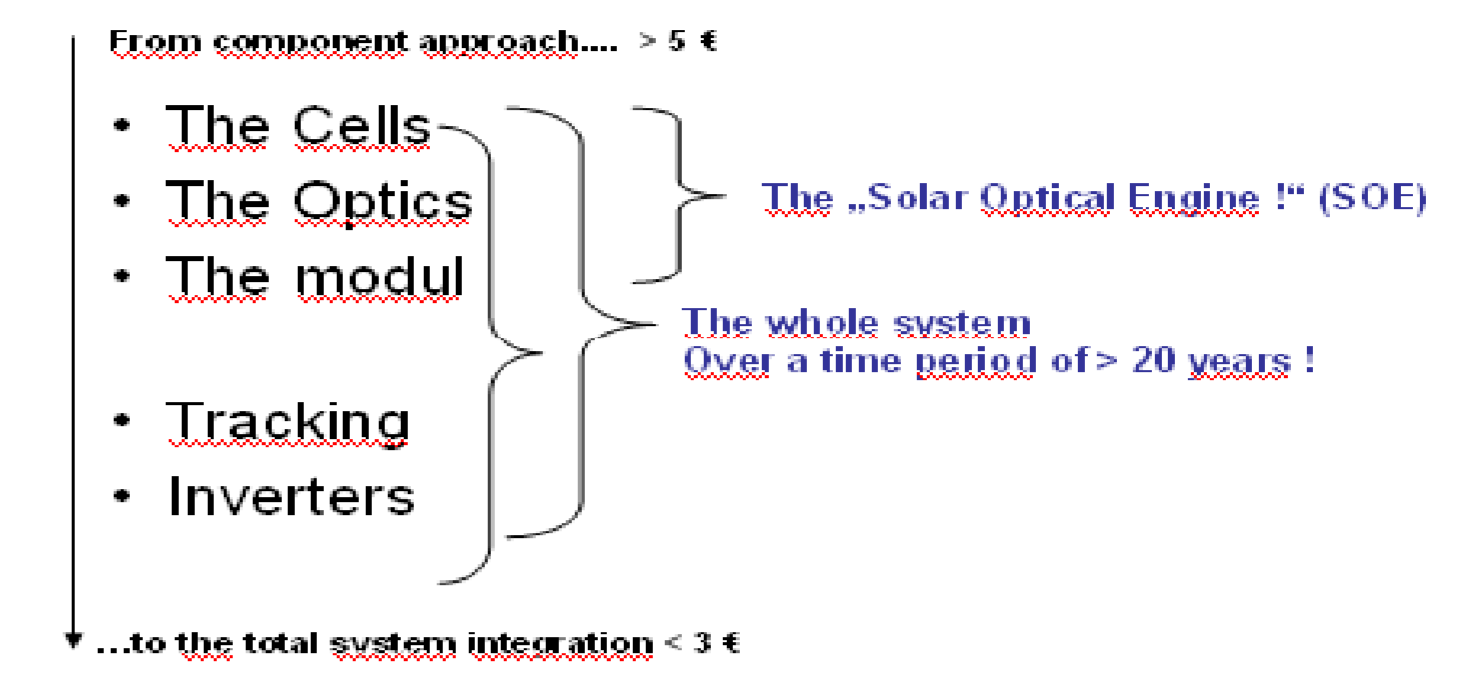 From component approach.... > 5 €
• The Cells
• The Optics
• The modul
The „Solar Optical Engine !“ (SOE)
The whole system
Over a time period of > 20 years !
• Tracking
• Inverters
...to the total system integration < 3 €